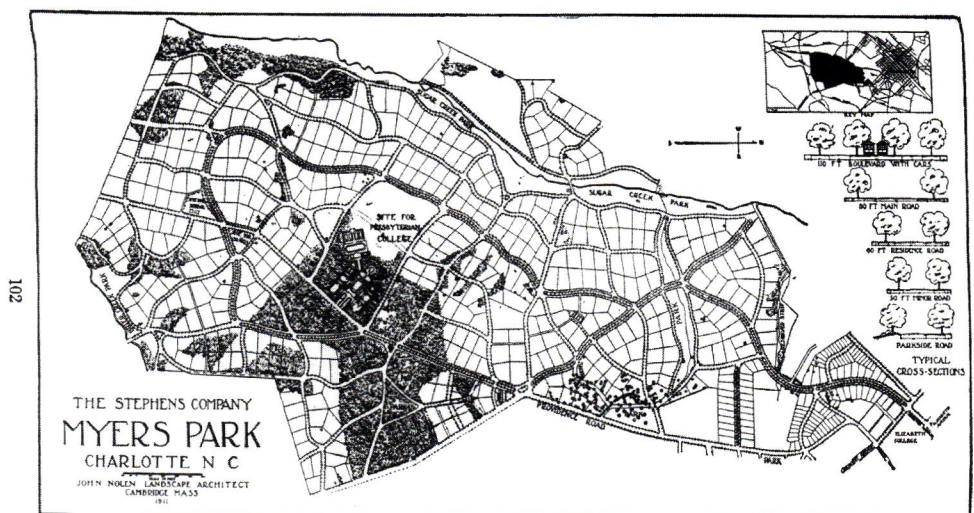 KEY MAP
110 FT BOULEVARD WITH CARS
80 FT MAIN ROAD
60 FT RESIDENCE ROAD
50 FT MINOR ROAD
PARKSIDE ROAD
TYPICAL
CROSS-SECTIONS
SUGAR CREEK PARK
SUGAR CREEK PARK
SITE FOR
PRESBYTERIAN
COLLEGE
PARK
PROVIDENCE
ROAD
PARK
ELIZABETH
COLLEGE
102
THE STEPHENS COMPANY
MYERS PARK
CHARLOTTE N C
JOHN NOLEN LANDSCAPE ARCHITECT
CAMBRIDGE MASS
1911